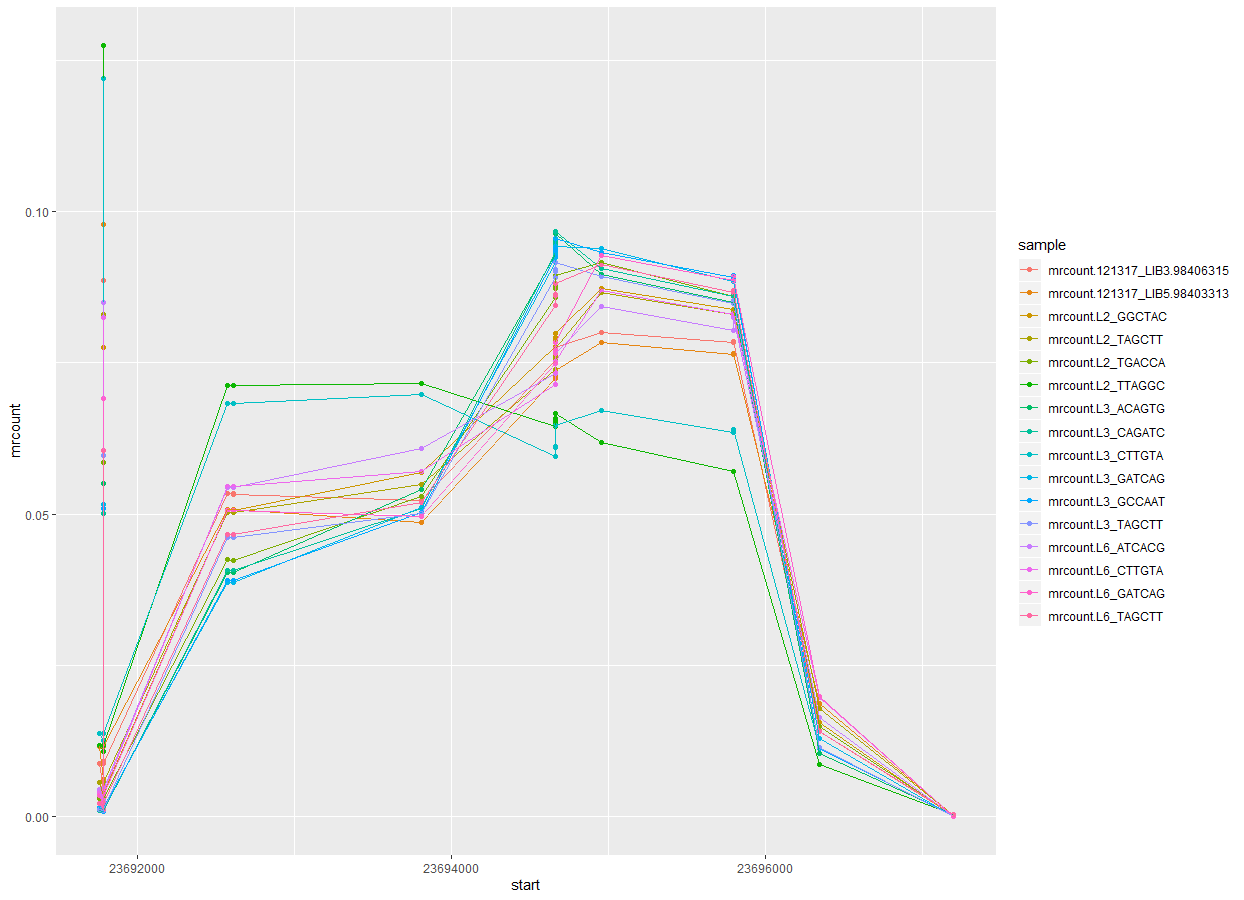 0.10
0.05
0.00
mrcount
23692000
23694000
23696000
start
sample
mrcount.121317_LIB3.98406315
mrcount.121317_LIB5.98403313
mrcount.L2_GGCTAC
mrcount.L2_TAGCTT
mrcount.L2_TGACCA
mrcount.L2_TTAGGC
mrcount.L3_ACAGTG
mrcount.L3_CAGATC
mrcount.L3_CTTGTA
mrcount.L3_GATCAG
mrcount.L3_GCCAAT
mrcount.L3_TAGCTT
mrcount.L6_ATCACG
mrcount.L6_CTTGTA
mrcount.L6_GATCAG
mrcount.L6_TAGCTT